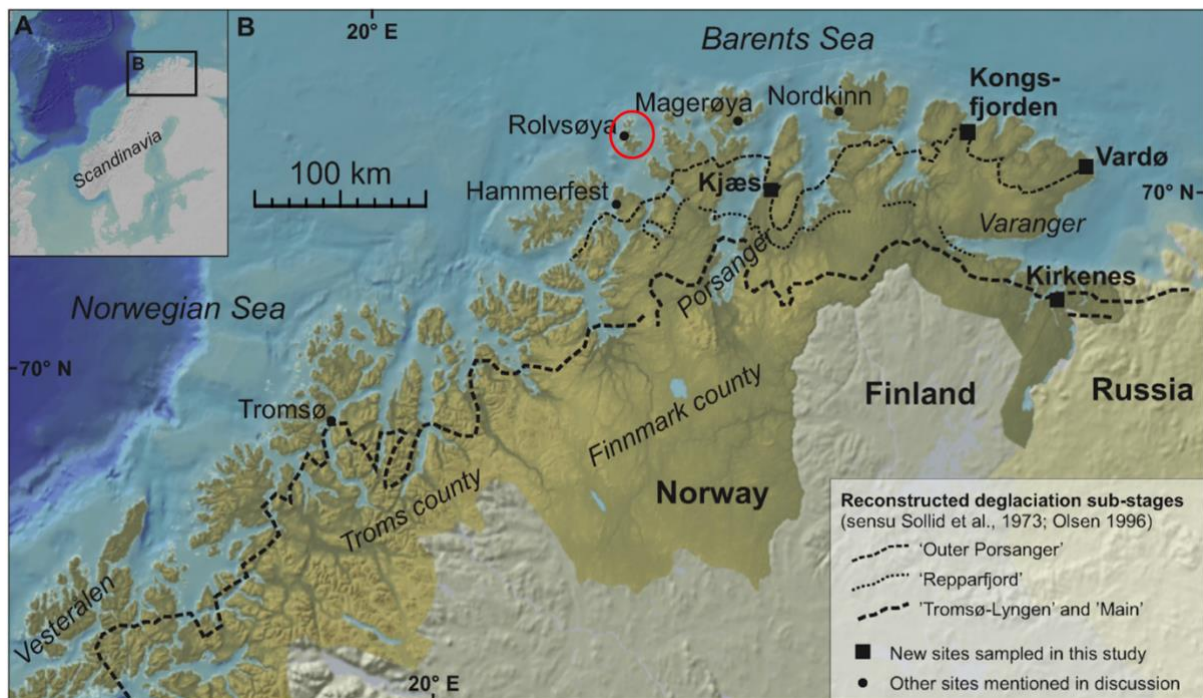 A
B
Scandinavia
B
20° E
Barents Sea
Kongs-
fjorden
Magerøya
Nordkinn
Rolvsøya
Vardø
100 km
Hammerfest
Kjæs
70° N
Varanger
Porsanger
Kirkenes
Norwegian Sea
70° N
Finland
Russia
Tromsø
Finnmark county
Norway
Troms county
Vesteralen
20° E
Reconstructed deglaciation sub-stages
(sensu Sollid et al., 1973; Olsen 1996)
‘Outer Porsanger’
‘Repparfjord’
’Tromsø-Lyngen’ and ’Main’
New sites sampled in this study
Other sites mentioned in discussion